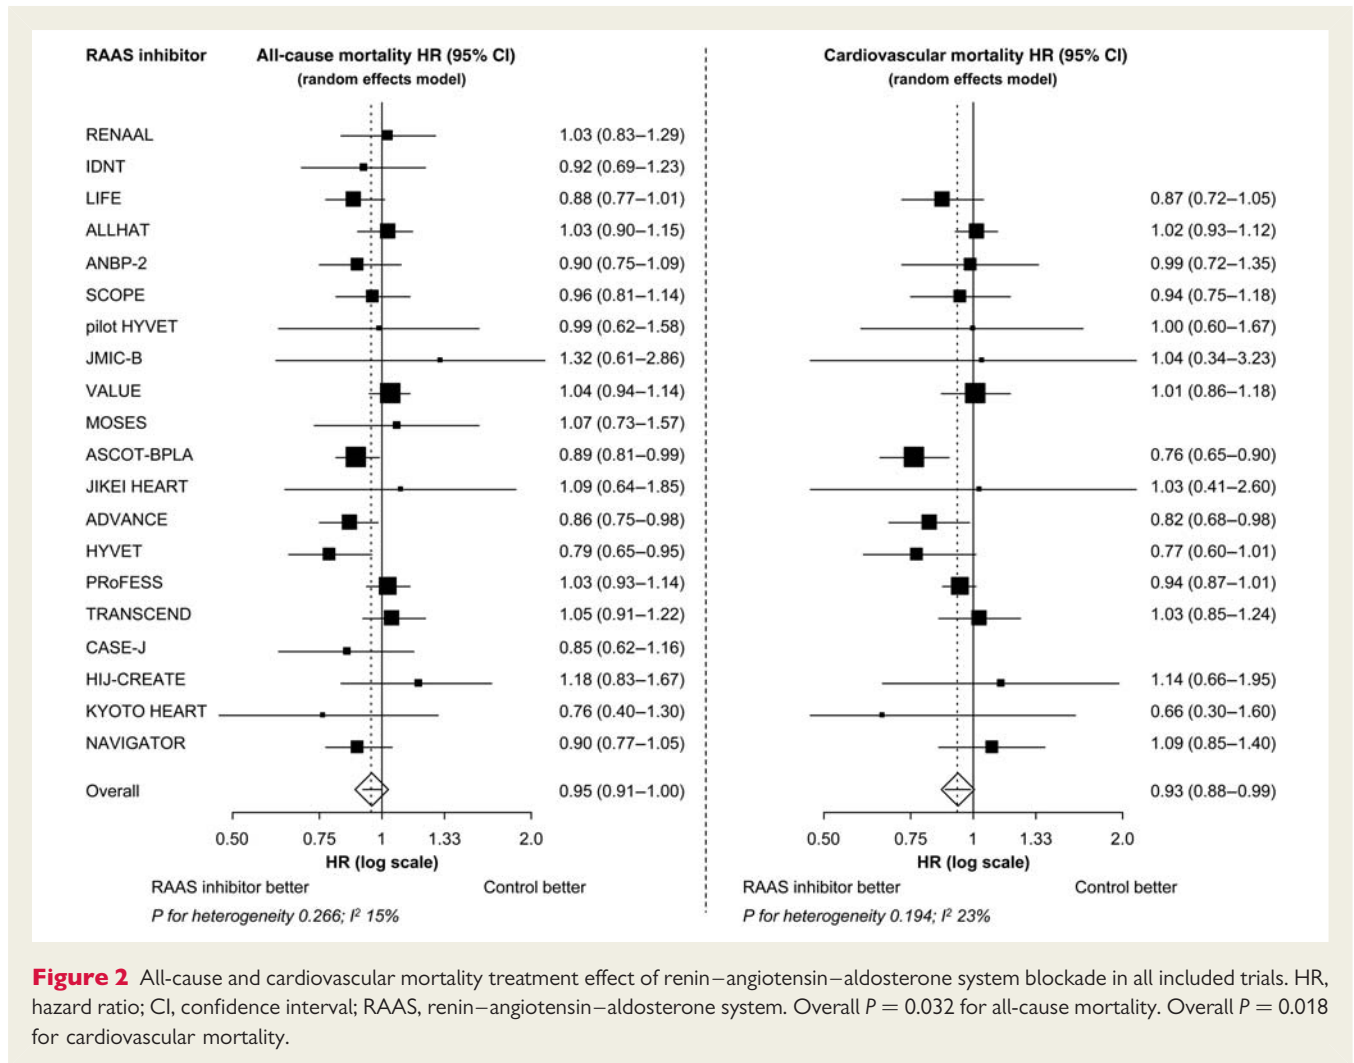 RAAS inhibitor All-cause mortality HR (95% CI) Cardiovascular mortality HR (95% CI)
(random effects model) (random effects model)
RENAAL 1.03 (0.83–1.29)
IDNT 0.92 (0.69–1.23)
LIFE 0.88 (0.77–1.01) 0.87 (0.72–1.05)
ALLHAT 1.03 (0.90–1.15) 1.02 (0.93–1.12)
ANBP-2 0.90 (0.75–1.09) 0.99 (0.72–1.35)
SCOPE 0.96 (0.81–1.14) 0.94 (0.75–1.18)
pilot HYVET 0.99 (0.62–1.58) 1.00 (0.60–1.67)
JMIC-B 1.32 (0.61–2.86) 1.04 (0.34–3.23)
VALUE 1.04 (0.94–1.14) 1.01 (0.86–1.18)
MOSES 1.07 (0.73–1.57)
ASCOT-BPLA 0.89 (0.81–0.99) 0.76 (0.65–0.90)
JIKEI HEART 1.09 (0.64–1.85) 1.03 (0.41–2.60)
ADVANCE 0.86 (0.75–0.98) 0.82 (0.68–0.98)
HYVET 0.79 (0.65–0.95) 0.77 (0.60–1.01)
PRoFESS 1.03 (0.93–1.14) 0.94 (0.87–1.01)
TRANSCEND 1.05 (0.91–1.22) 1.03 (0.85–1.24)
CASE-J 0.85 (0.62–1.16)
HIJ-CREATE 1.18 (0.83–1.67) 1.14 (0.66–1.95)
KYOTO HEART 0.76 (0.40–1.30) 0.66 (0.30–1.60)
NAVIGATOR 0.90 (0.77–1.05) 1.09 (0.85–1.40)
Overall 0.95 (0.91–1.00) 0.93 (0.88–0.99)
0.50 0.75 1 1.33 2.0 0.50 0.75 1 1.33 2.0
HR (log scale) HR (log scale)
RAAS inhibitor better Control better RAAS inhibitor better Control better
P for heterogeneity 0.266; I² 15% P for heterogeneity 0.194; I² 23%
Figure 2 All-cause and cardiovascular mortality treatment effect of renin–angiotensin–aldosterone system blockade in all included trials. HR,
hazard ratio; CI, confidence interval; RAAS, renin–angiotensin–aldosterone system. Overall P = 0.032 for all-cause mortality. Overall P = 0.018
for cardiovascular mortality.